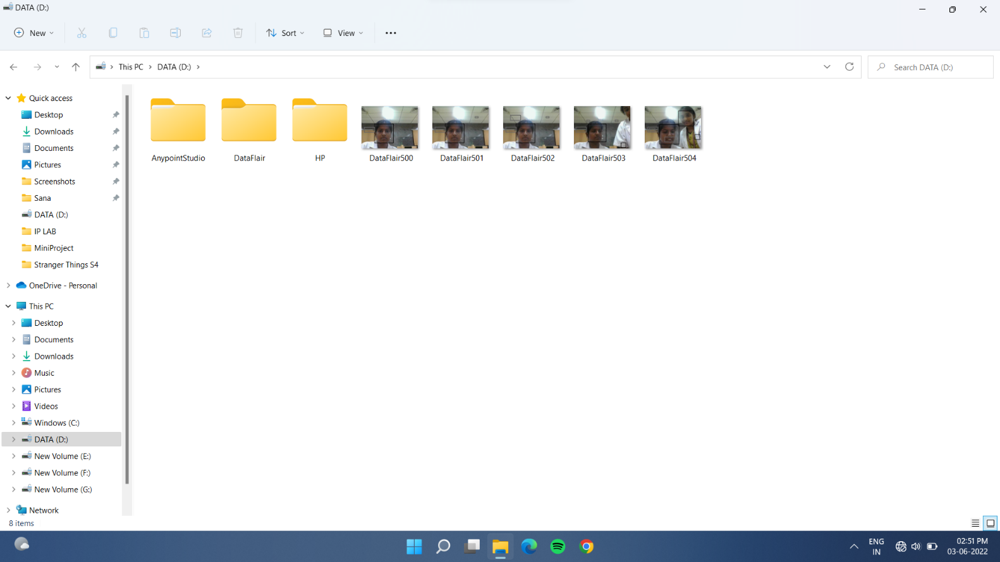 DATA (D:)
New
Sort
View
This PC
DATA (D:)
Search DATA (D:)
Quick access
Desktop
Downloads
Documents
Pictures
Screenshots
Sana
DATA (D:)
IP LAB
MiniProject
Stranger Things S4
OneDrive - Personal
This PC
Desktop
Documents
Downloads
Music
Pictures
Videos
Windows (C:)
DATA (D:)
New Volume (E:)
New Volume (F:)
New Volume (G:)
Network
AnypointStudio
DataFlair
HP
DataFlair500
DataFlair501
DataFlair502
DataFlair503
DataFlair504
8 items
ENG
IN
02:51 PM
03-06-2022